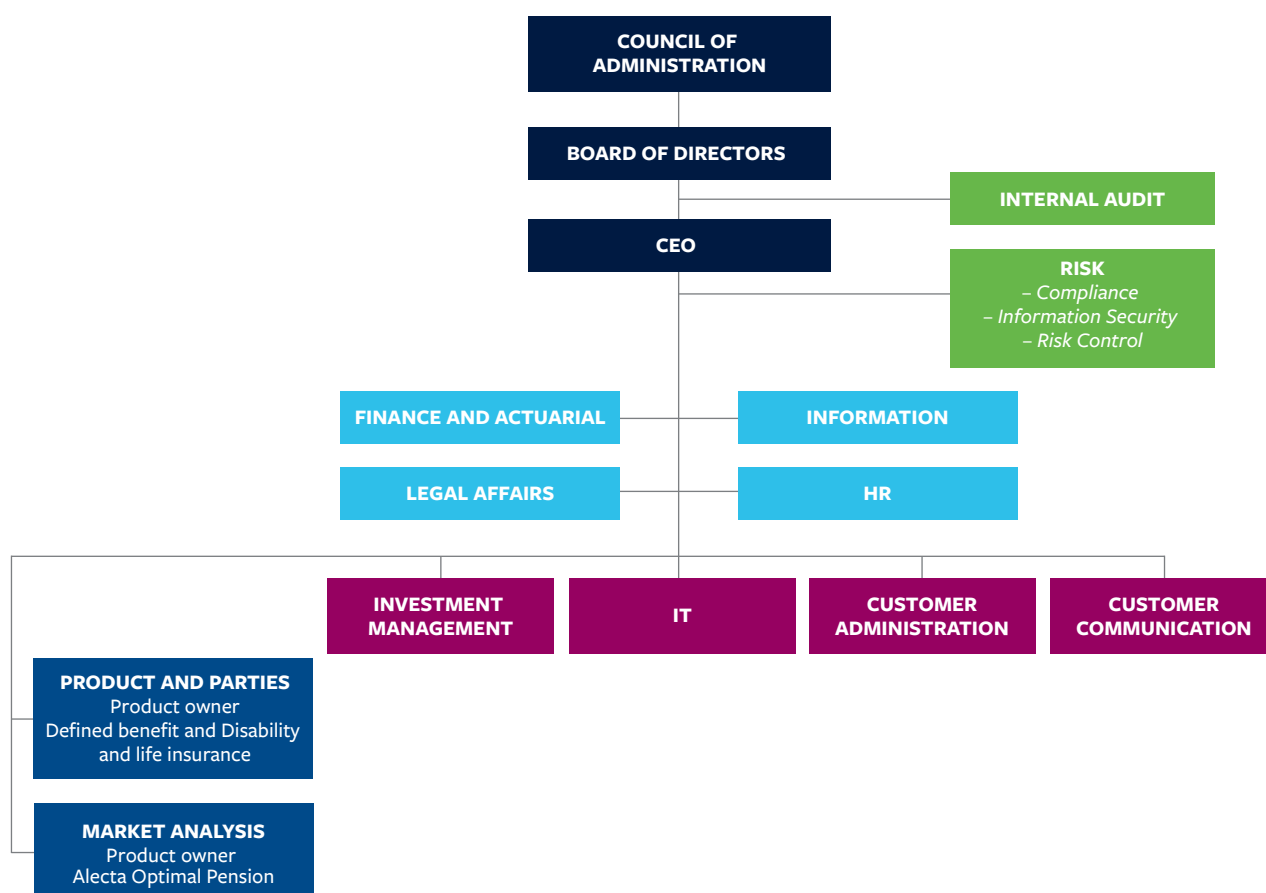 COUNCIL OF
ADMINISTRATION
BOARD OF DIRECTORS
INTERNAL AUDIT
CEO
RISK
– Compliance
– Information Security
– Risk Control
FINANCE AND ACTUARIAL
INFORMATION
LEGAL AFFAIRS
HR
INVESTMENT
MANAGEMENT
IT
CUSTOMER
ADMINISTRATION
CUSTOMER
COMMUNICATION
PRODUCT AND PARTIES
Product owner
Defined benefit and Disability
and life insurance
MARKET ANALYSIS
Product owner
Alecta Optimal Pension